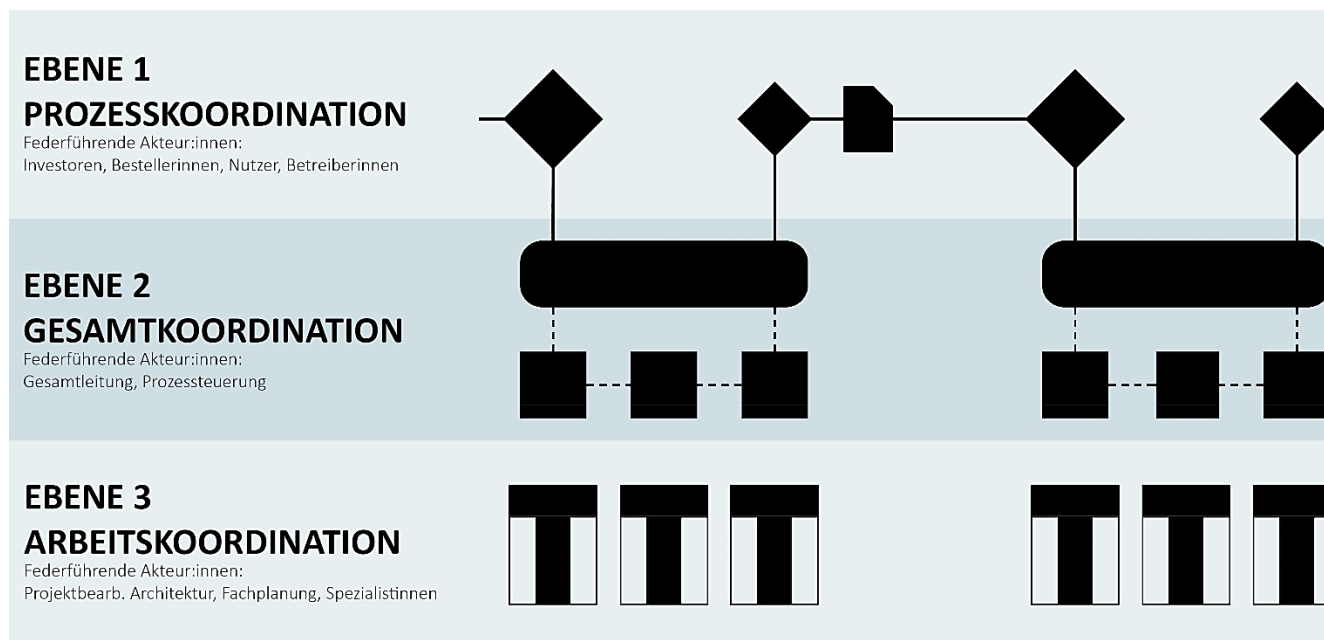 EBENE 1
PROZESSKOORDINATION
Federführende Akteur:innen:
Investoren, Bestellerinnen, Nutzer, Betreiberinnen
EBENE 2
GESAMTKOORDINATION
Federführende Akteur:innen:
Gesamtleitung, Prozessteuerung
EBENE 3
ARBEITSKOORDINATION
Federführende Akteur:innen:
Projektbearb. Architektur, Fachplanung, Spezialistinnen